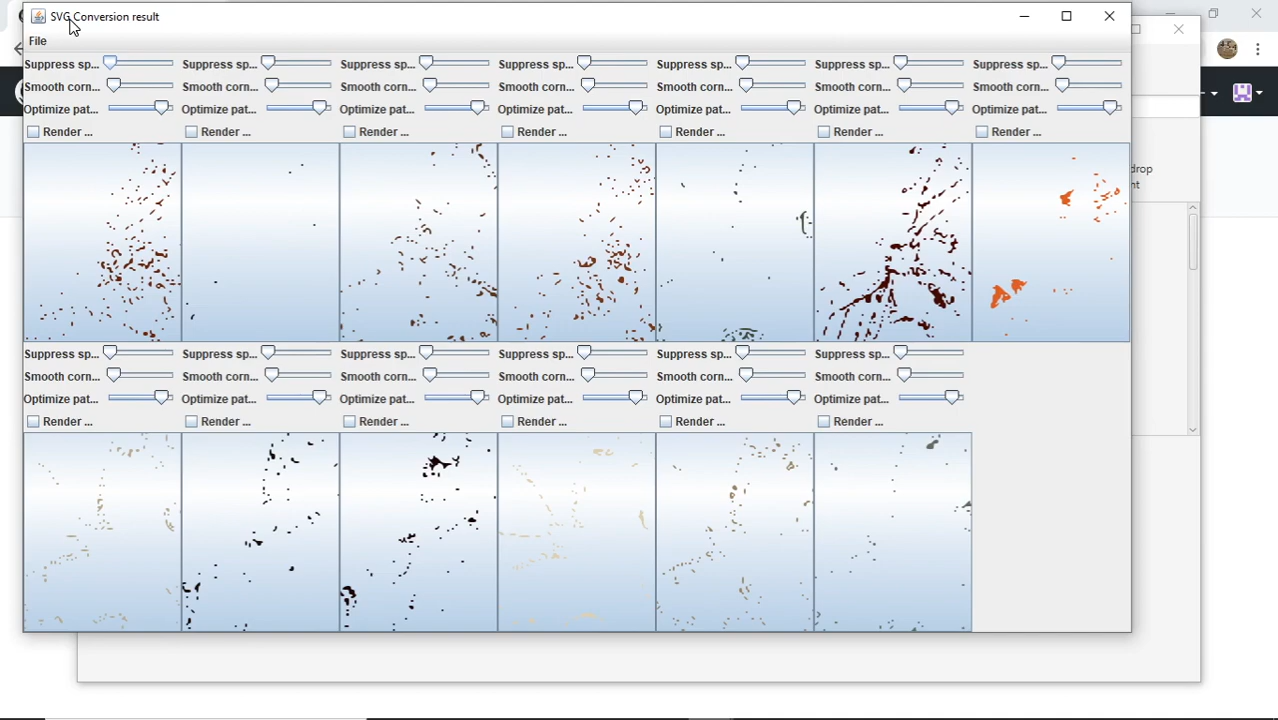 SVG Conversion result
File
Suppress sp... Suppress sp... Suppress sp... Suppress sp... Suppress sp... Suppress sp... Suppress sp...
Smooth corn... Smooth corn... Smooth corn... Smooth corn... Smooth corn... Smooth corn... Smooth corn...
Optimize pat... Optimize pat... Optimize pat... Optimize pat... Optimize pat... Optimize pat... Optimize pat...
Render ... Render ... Render ... Render ... Render ... Render ... Render ...
drop
Suppress sp... Suppress sp... Suppress sp... Suppress sp... Suppress sp... Suppress sp...
Smooth corn... Smooth corn... Smooth corn... Smooth corn... Smooth corn... Smooth corn...
Optimize pat... Optimize pat... Optimize pat... Optimize pat... Optimize pat... Optimize pat...
Render ... Render ... Render ... Render ... Render ... Render ...